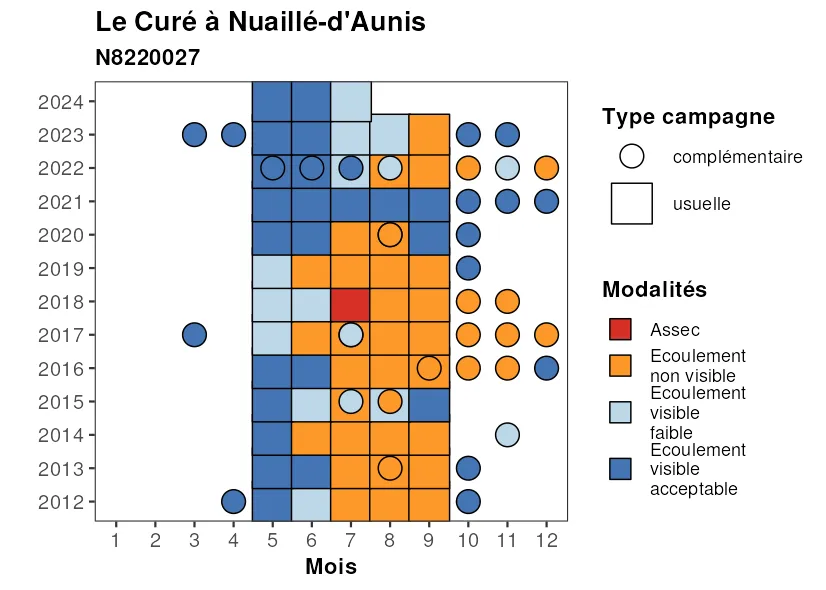 Le Curé à Nuaillé-d'Aunis
N8220027
2024
2023
2022
2021
2020
2019
2018
2017
2016
2015
2014
2013
2012
1 2 3 4 5 6 7 8 9 10 11 12
Mois
Type campagne
complémentaire
usuelle
Modalités
Assec
Ecoulement
non visible
Ecoulement
visible
faible
Ecoulement
visible
acceptable